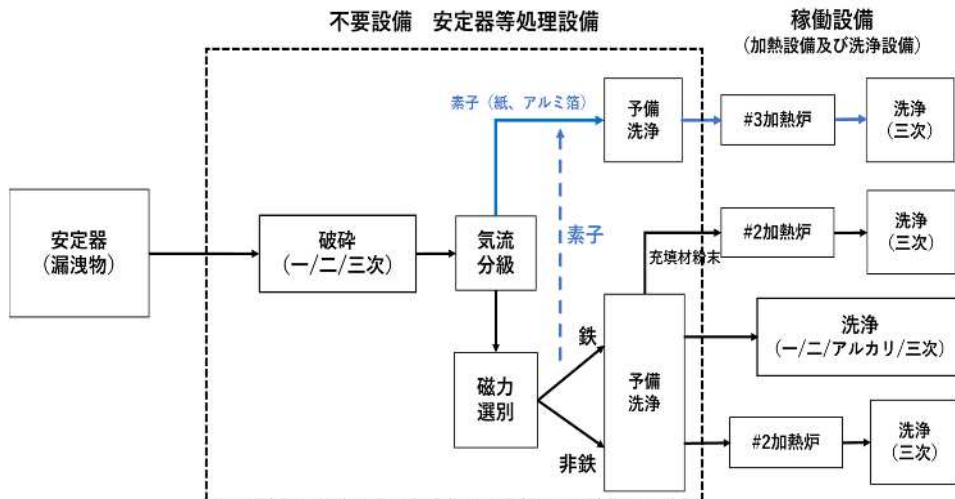 不要設備　安定器等処理設備
稼働設備
(加熱設備及び洗浄設備)
素子（紙、アルミ箔）
予備
洗浄
#3加熱炉
洗浄
(三次)
安定器
(漏洩物)
破砕
(一/二/三次)
気流
分級
素子
充填材粉末
#2加熱炉
洗浄
(三次)
洗浄
(一/二/アルカリ/三次)
磁力
選別
鉄
非鉄
予備
洗浄
#2加熱炉
洗浄
(三次)